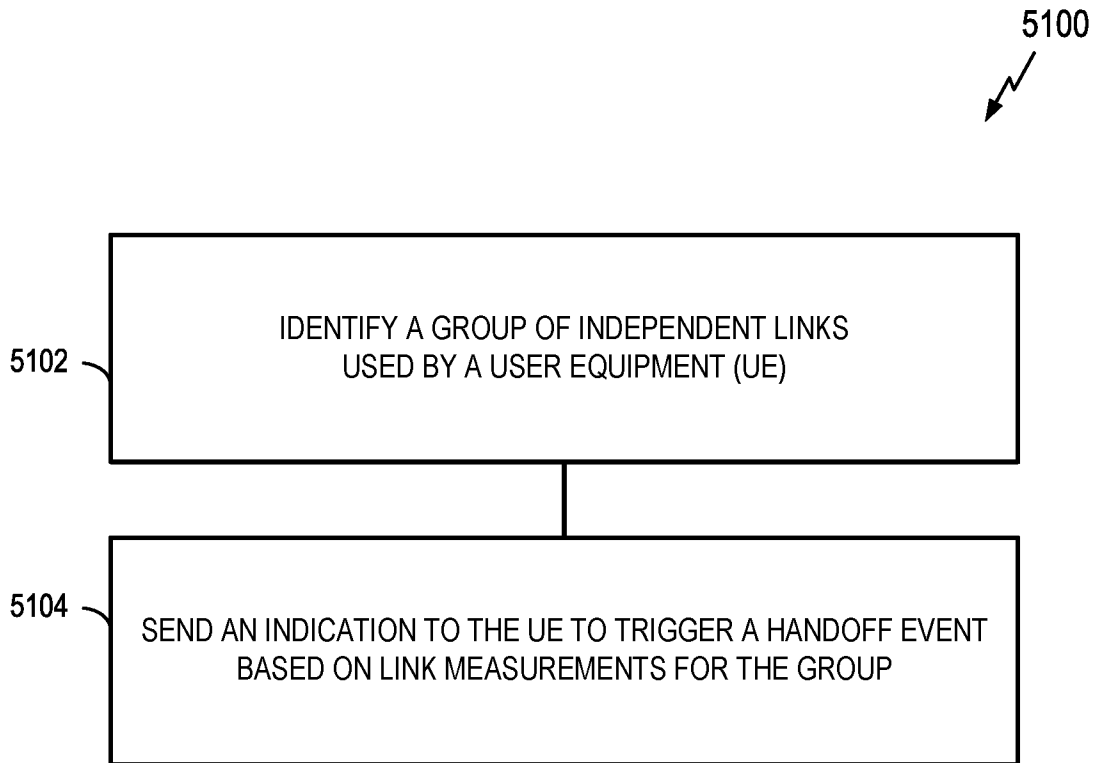 5100
5102
IDENTIFY A GROUP OF INDEPENDENT LINKS
USED BY A USER EQUIPMENT (UE)
5104
SEND AN INDICATION TO THE UE TO TRIGGER A HANDOFF EVENT
BASED ON LINK MEASUREMENTS FOR THE GROUP